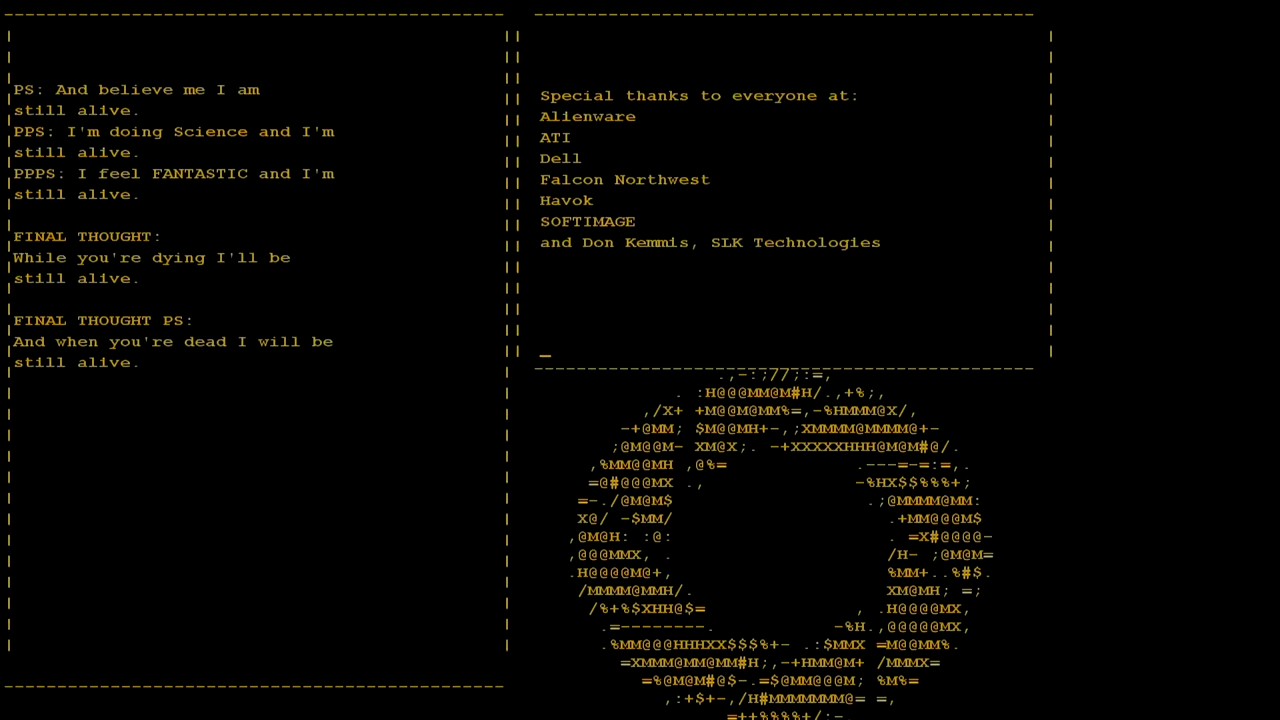 PS: And believe me I am
still alive.
PPS: I'm doing Science and I'm
still alive.
PPPS: I feel FANTASTIC and I'm
still alive.
FINAL THOUGHT:
While you're dying I'll be
still alive.
FINAL THOUGHT PS:
And when you're dead I will be
still alive.
Special thanks to everyone at:
Alienware
ATI
Dell
Falcon Northwest
Havok
SOFTIMAGE
and Don Kemmis, SLK Technologies